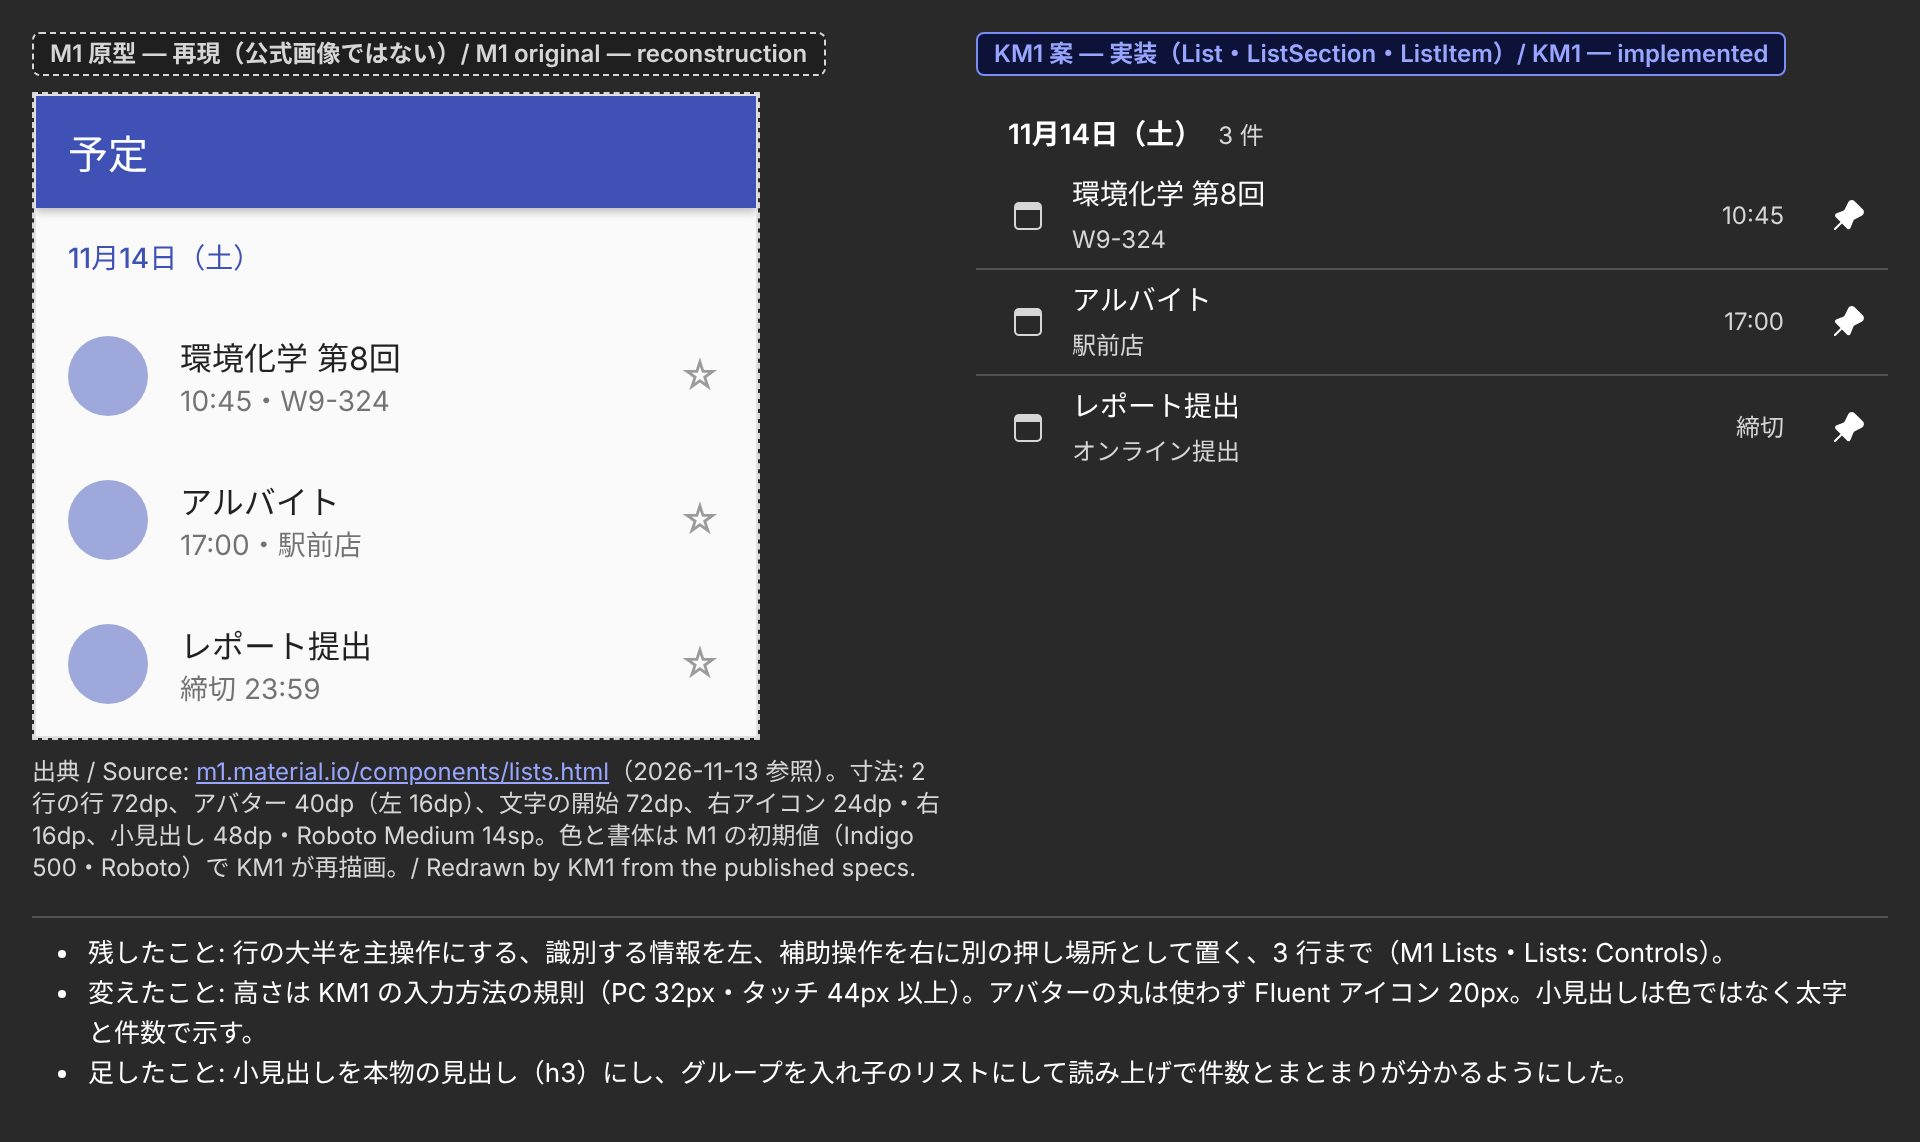 M1 原型 — 再現（公式画像ではない）/ M1 original — reconstruction
予定
11月14日（土）
環境化学 第8回
10:45・W9-324
アルバイト
17:00・駅前店
レポート提出
締切 23:59
出典 / Source: m1.material.io/components/lists.html（2026-11-13 参照）。寸法: 2
行の行 72dp、アバター 40dp（左 16dp）、文字の開始 72dp、右アイコン 24dp・右
16dp、小見出し 48dp・Roboto Medium 14sp。色と書体は M1 の初期値（Indigo
500・Roboto）で KM1 が再描画。/ Redrawn by KM1 from the published specs.
KM1 案 — 実装（List・ListSection・ListItem）/ KM1 — implemented
11月14日（土） 3 件
環境化学 第8回
W9-324
10:45
アルバイト
駅前店
17:00
レポート提出
オンライン提出
締切
• 残したこと: 行の大半を主操作にする、識別する情報を左、補助操作を右に別の押し場所として置く、3 行まで（M1 Lists・Lists: Controls）。
• 変えたこと: 高さは KM1 の入力方法の規則（PC 32px・タッチ 44px 以上）。アバターの丸は使わず Fluent アイコン 20px。小見出しは色ではなく太字
と件数で示す。
• 足したこと: 小見出しを本物の見出し（h3）にし、グループを入れ子のリストにして読み上げで件数とまとまりが分かるようにした。